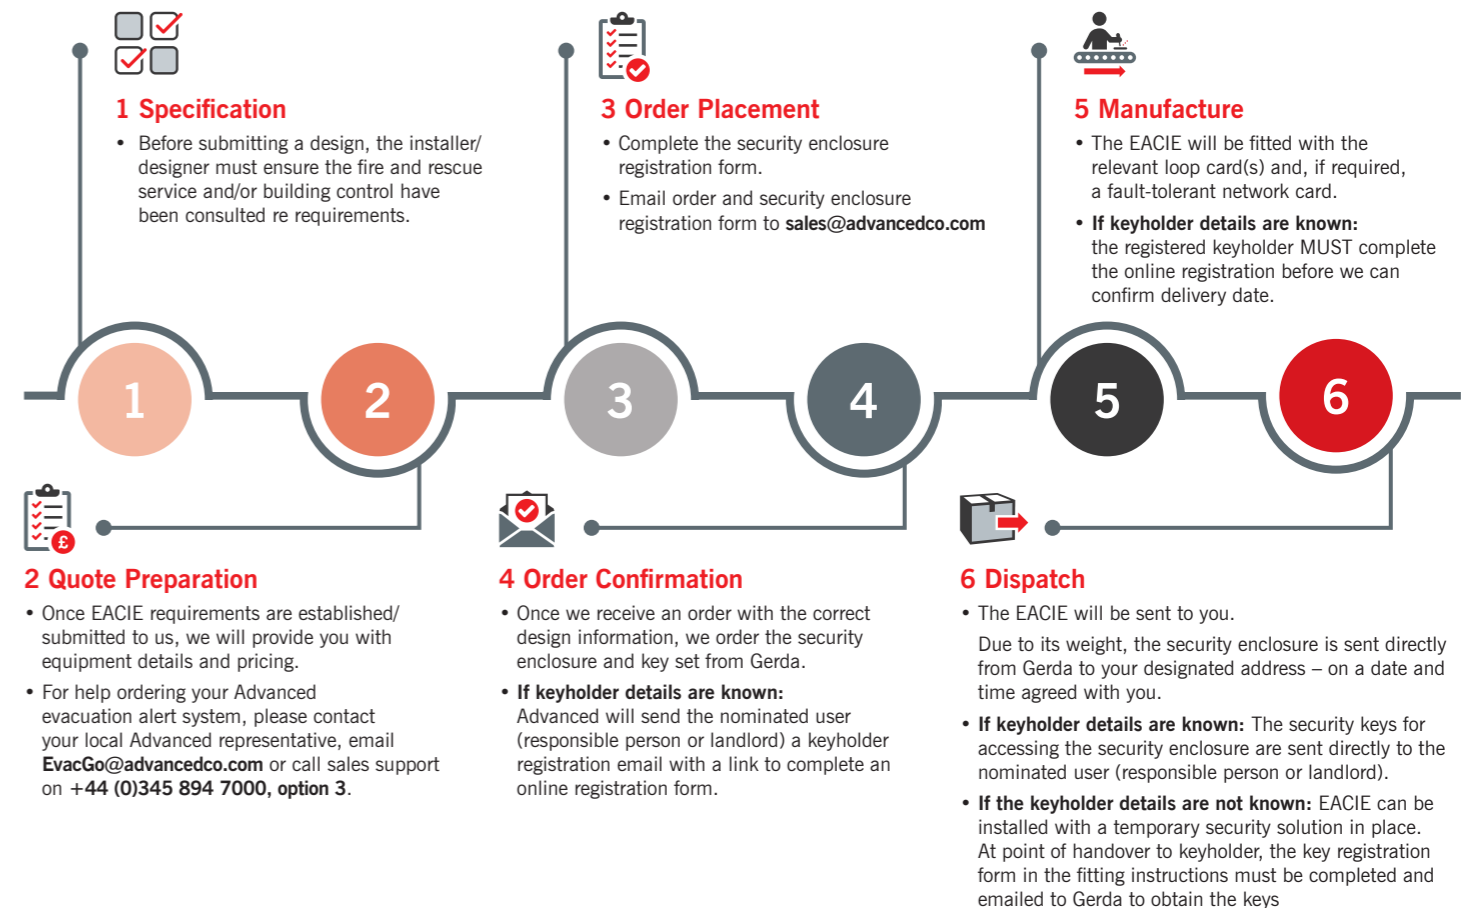 1 Specification
• Before submitting a design, the installer/
designer must ensure the fire and rescue
service and/or building control have
been consulted re requirements.
3 Order Placement
• Complete the security enclosure
registration form.
• Email order and security enclosure
registration form to sales@advancedco.com
5 Manufacture
• The EACIE will be fitted with the
relevant loop card(s) and, if required,
a fault-tolerant network card.
• If keyholder details are known:
the registered keyholder MUST complete
the online registration before we can
confirm delivery date.
1
2
3
4
5
6
£
2 Quote Preparation
• Once EACIE requirements are established/
submitted to us, we will provide you with
equipment details and pricing.
• For help ordering your Advanced
evacuation alert system, please contact
your local Advanced representative, email
EvacGo@advancedco.com or call sales support
on +44 (0)345 894 7000, option 3.
4 Order Confirmation
• Once we receive an order with the correct
design information, we order the security
enclosure and key set from Gerda.
• If keyholder details are known:
Advanced will send the nominated user
(responsible person or landlord) a keyholder
registration email with a link to complete an
online registration form.
6 Dispatch
• The EACIE will be sent to you.
Due to its weight, the security enclosure is sent directly
from Gerda to your designated address – on a date and
time agreed with you.
• If keyholder details are known: The security keys for
accessing the security enclosure are sent directly to the
nominated user (responsible person or landlord).
• If the keyholder details are not known: EACIE can be
installed with a temporary security solution in place.
At point of handover to keyholder, the key registration
form in the fitting instructions must be completed and
emailed to Gerda to obtain the keys